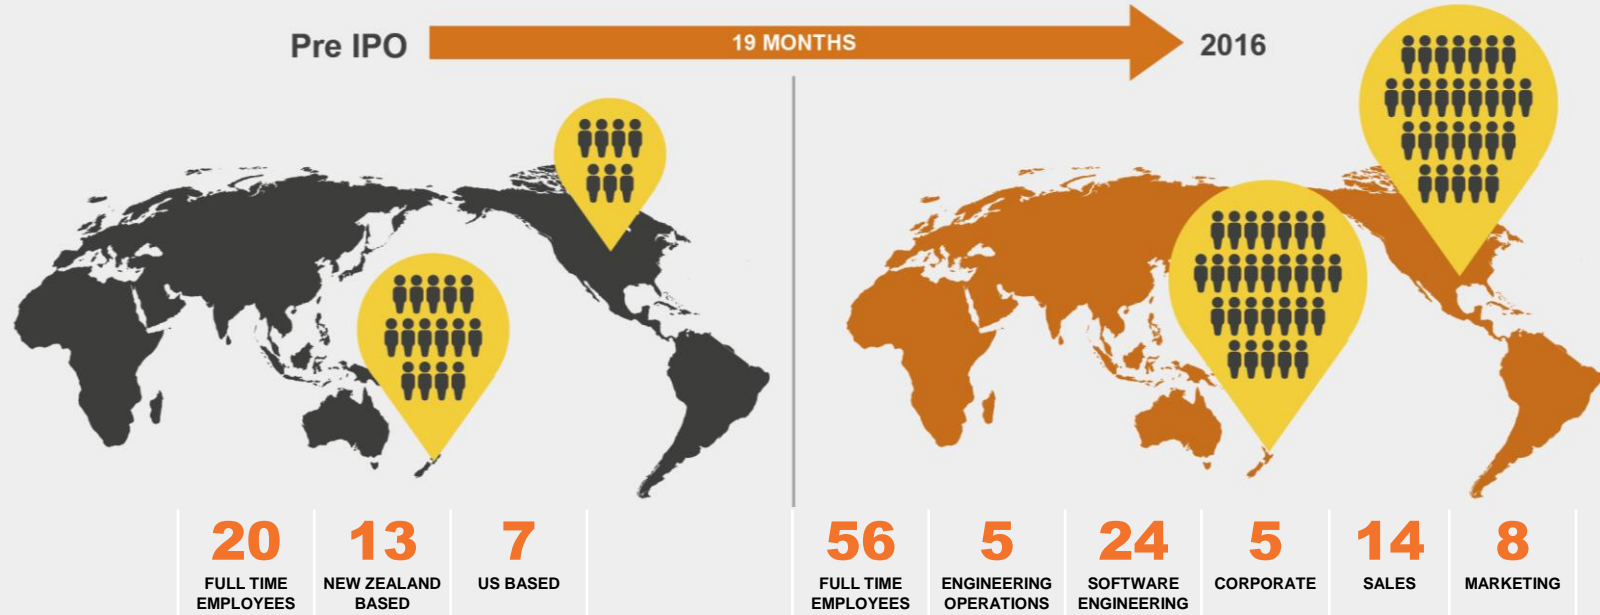 Pre IPO
19 MONTHS
2016
20
FULL TIME
EMPLOYEES
13
NEW ZEALAND
BASED
7
US BASED
56
FULL TIME
EMPLOYEES
5
ENGINEERING
OPERATIONS
24
SOFTWARE
ENGINEERING
5
CORPORATE
14
SALES
8
MARKETING